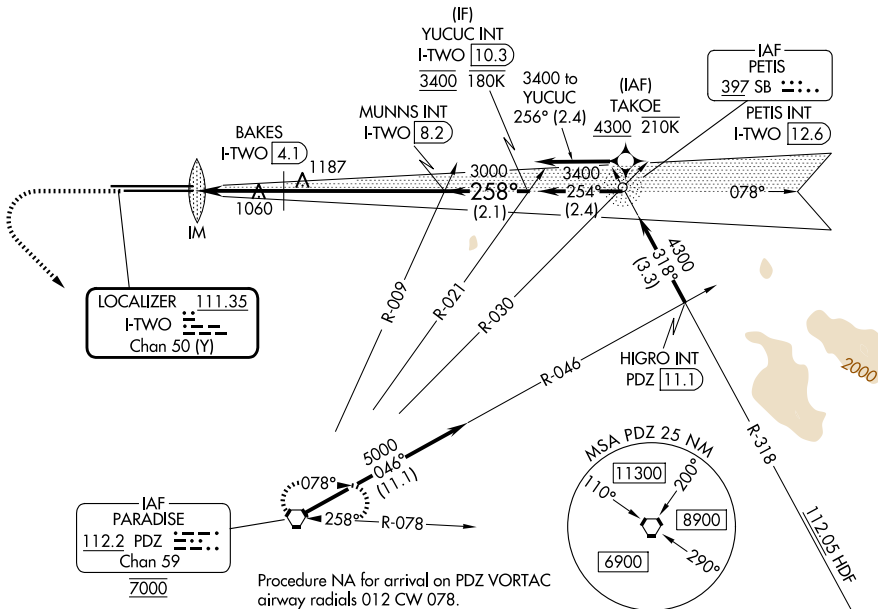 (IF)
YUCUC INT
I-TWO 10.3
3400 180K
3400 to
YUCUC
256° (2.4)
(IAF)
TAKOE
4300 210K
IAF
PETIS
397 SB
PETIS INT
I-TWO 12.6
MUNNS INT
I-TWO 8.2
BAKES
I-TWO 4.1
1187
1060
IM
3000
258°
(2.1)
3400
254°
(2.4)
078°
4300
318°
(3.3)
LOCALIZER 111.35
I-TWO
Chan 50 (Y)
R-009
R-021
R-030
R-046
HIGRO INT
PDZ 11.1
R-318
112.05 HDF
2000
5000
046°
(11.1)
078°
258°
R-078
IAF
PARADISE
112.2 PDZ
Chan 59
7000
MSA PDZ 25 NM
11300
110°
200°
8900
6900
290°
Procedure NA for arrival on PDZ VORTAC
airway radials 012 CW 078.